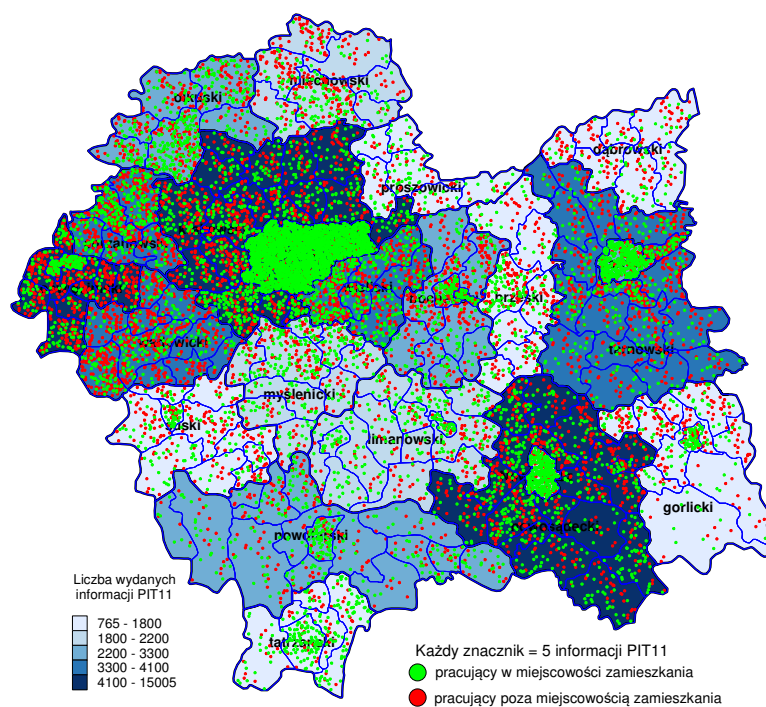 miechowski
olkuski
dąbrowski
proszowicki
brzeski
tarnowski
myślenicki
limanowski
suski
gorlicki
nowotarski
tatrzański
Liczba wydanych
informacji PIT11
765 - 1800
1800 - 2200
2200 - 3300
3300 - 4100
4100 - 15005
Każdy znacznik = 5 informacji PIT11
pracujący w miejscowości zamieszkania
pracujący poza miejscowością zamieszkania